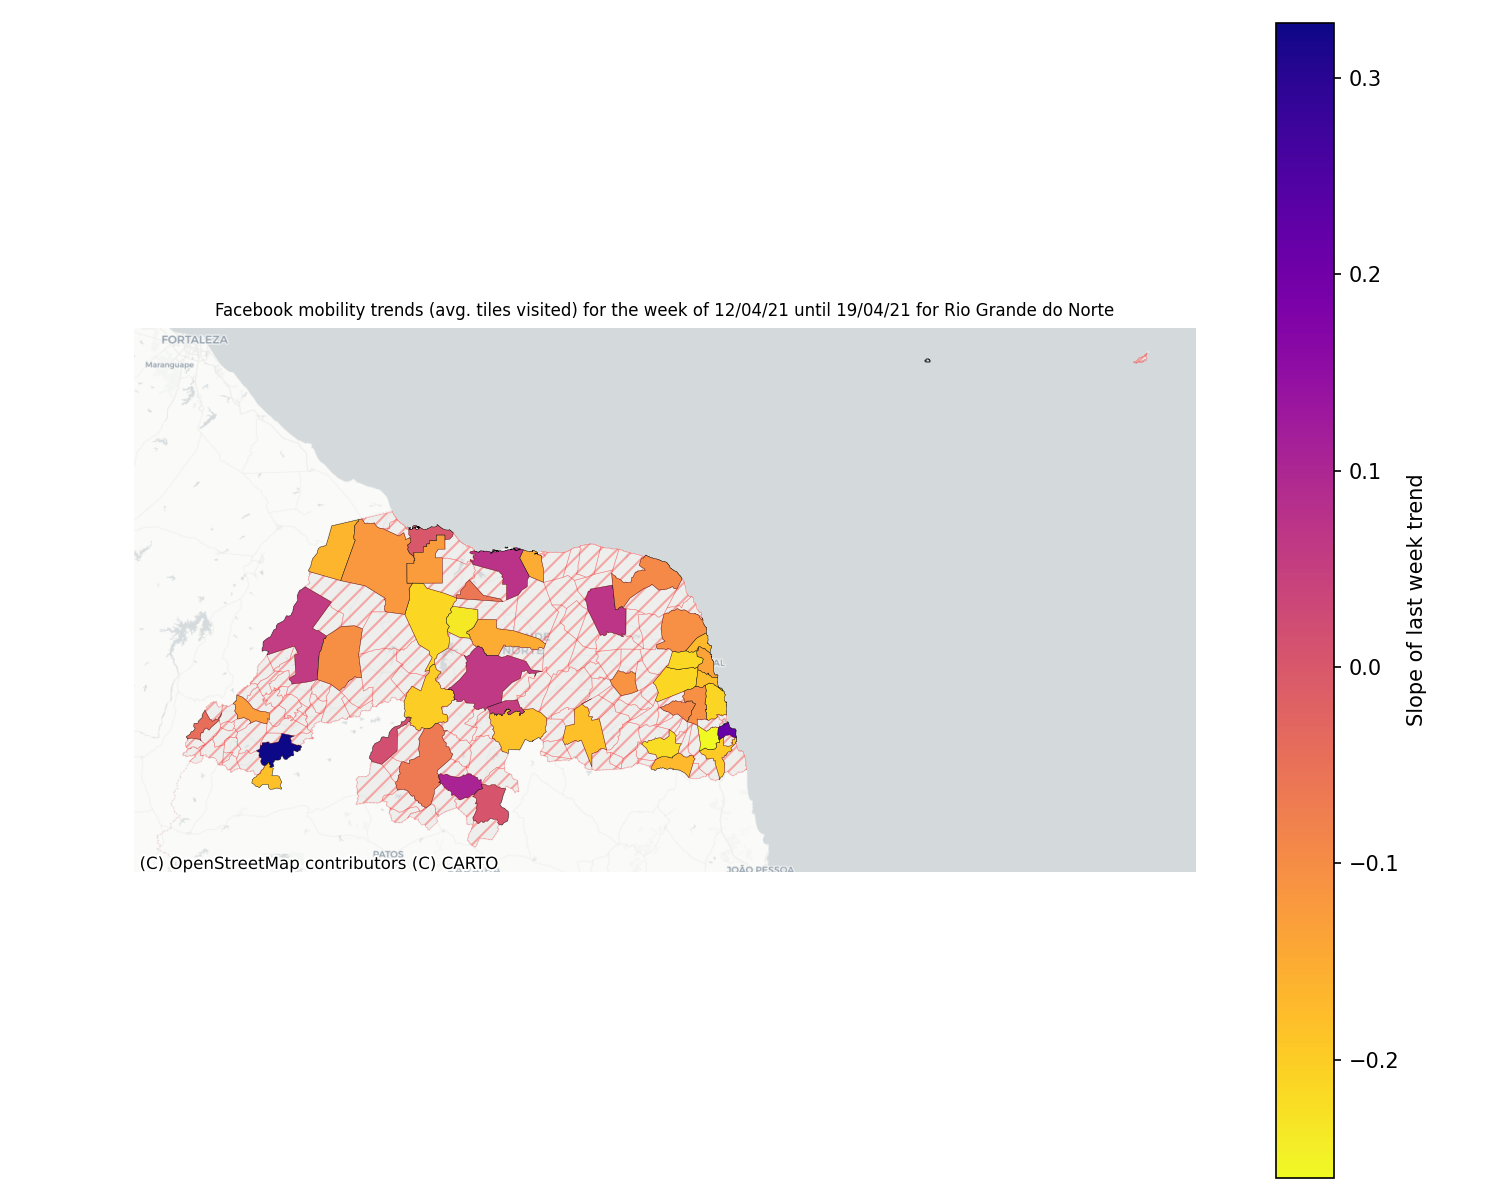 Facebook mobility trends (avg. tiles visited) for the week of 12/04/21 until 19/04/21 for Rio Grande do Norte
FORTALEZA
Maranguape
NORTE
AL
PATOS
JOÃO PESSOA
(C) OpenStreetMap contributors (C) CARTO
0.3
0.2
0.1
0.0
−0.1
−0.2
Slope of last week trend